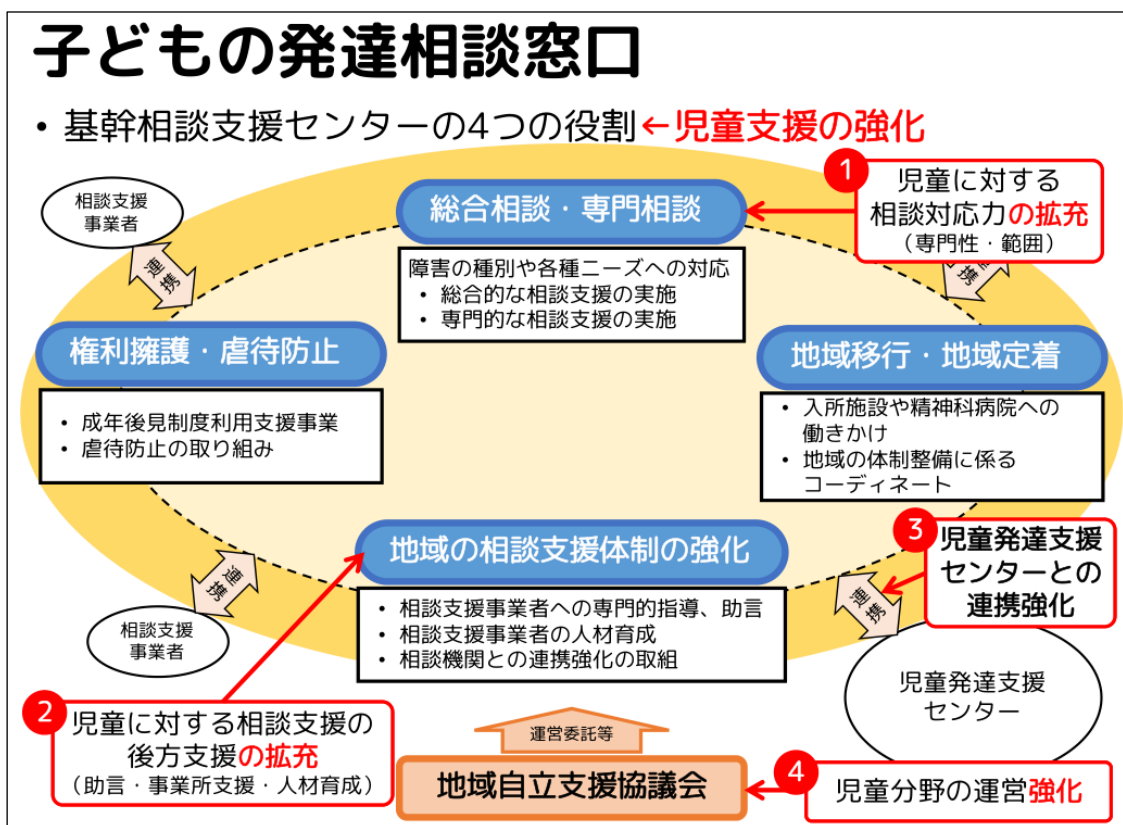 子どもの発達相談窓口
• 基幹相談支援センターの4つの役割←児童支援の強化
相談支援
事業者
連携
総合相談・専門相談
障害の種別や各種ニーズへの対応
• 総合的な相談支援の実施
• 専門的な相談支援の実施
1
児童に対する
相談対応力の拡充
（専門性・範囲）
携
権利擁護・虐待防止
• 成年後見制度利用支援事業
• 虐待防止の取り組み
地域移行・地域定着
• 入所施設や精神科病院への
働きかけ
• 地域の体制整備に係る
コーディネート
地域の相談支援体制の強化
• 相談支援事業者への専門的指導、助言
• 相談支援事業者の人材育成
• 相談機関との連携強化の取組
3
児童発達支援
センターとの
連携強化
連携
連携
相談支援
事業者
児童発達支援
センター
2
児童に対する相談支援の
後方支援の拡充
（助言・事業所支援・人材育成）
運営委託等
地域自立支援協議会
4
児童分野の運営強化